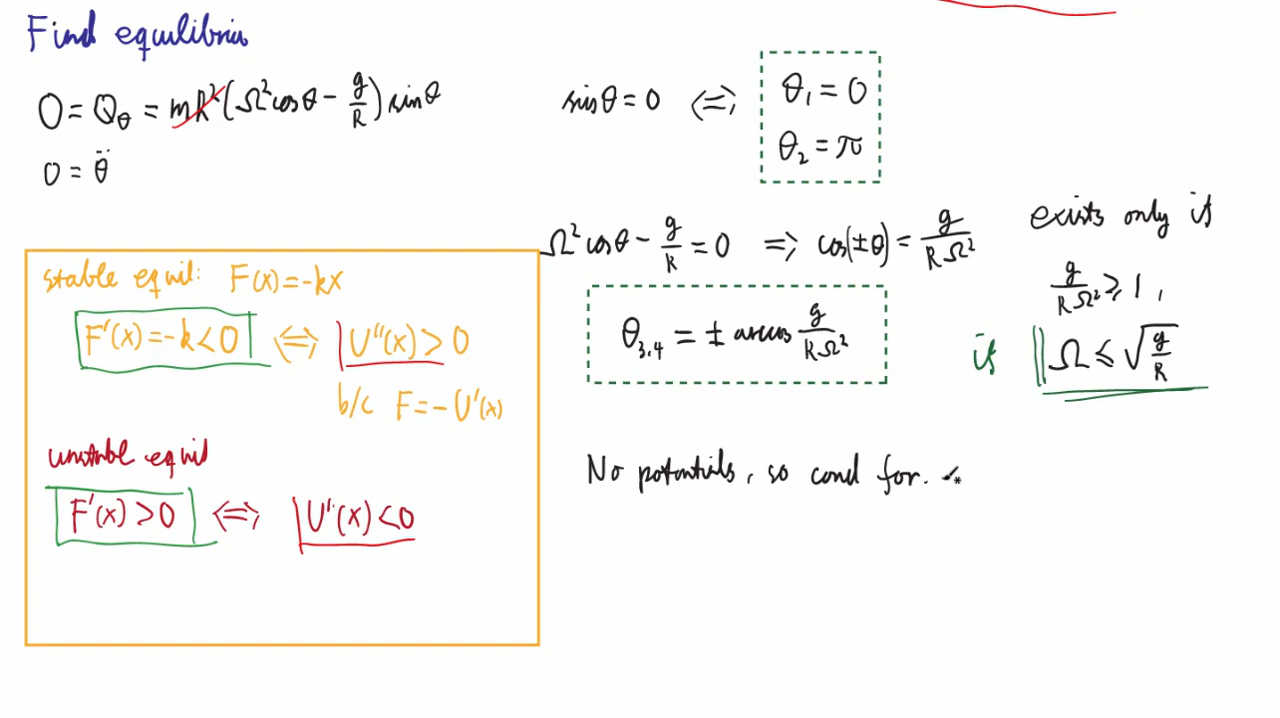 Find equilibria
0 = Q_θ = mR²(Ω²cosθ − g/R) sinθ
0 = θ̈
sinθ = 0 ⇔ θ₁ = 0
θ₂ = π
Ω²cosθ − g/R = 0 ⇒ cos(±θ) = g/RΩ²
θ₃,₄ = ± arccos g/RΩ²
exists only if
g/RΩ² ⩾ 1,
if Ω ⩽ √(g/R)
stable equil: F(x) = −kx
F'(x) = −k < 0 ⇔ U''(x) > 0
b/c F = −U'(x)
unstable equil
F'(x) > 0 ⇔ U''(x) < 0
No potentials, so cond for.